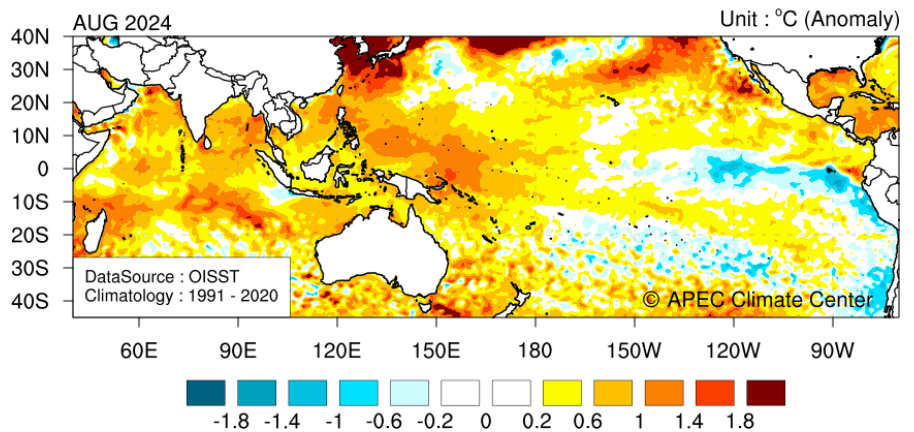 AUG 2024
Unit : °C (Anomaly)
40N
30N
20N
10N
0
10S
20S
30S
40S
DataSource : OISST
Climatology : 1991 - 2020
© APEC Climate Center
60E 90E 120E 150E 180 150W 120W 90W
-1.8 -1.4 -1 -0.6 -0.2 0 0.2 0.6 1 1.4 1.8